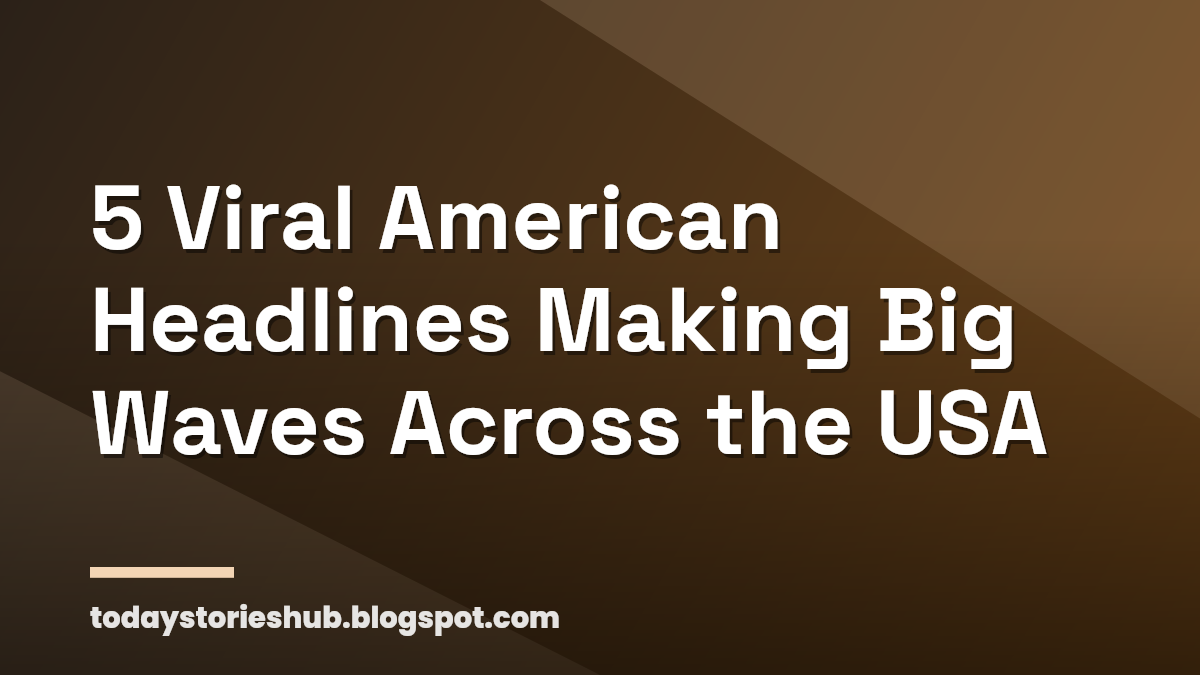 5 Viral American
Headlines Making Big
Waves Across the USA
todaystorieshub.blogspot.com